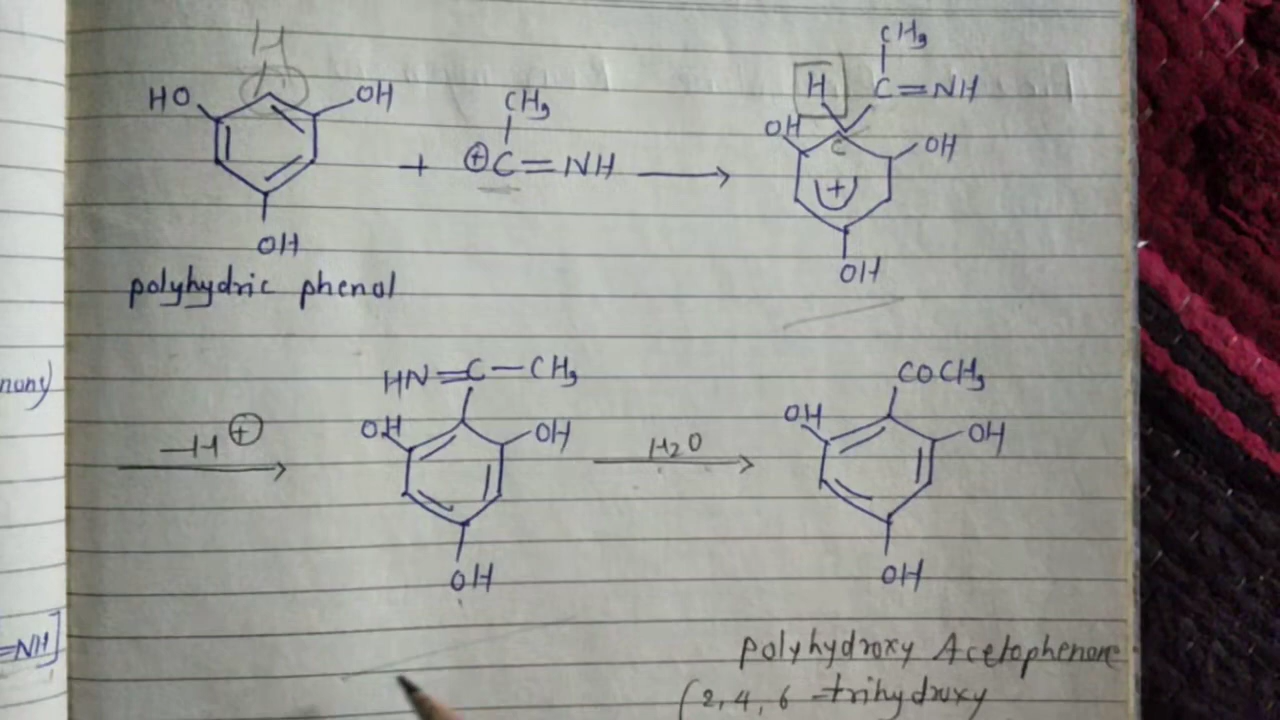 H
HO OH
+ ⊕C=NH
CH3
OH
polyhydric phenol
CH3
H C=NH
OH C OH
+
OH
–H⊕
HN=C–CH3
OH OH
OH
H2O
COCH3
OH OH
OH
=NH]
polyhydroxy Acetophenone
(2, 4, 6 -trihydroxy